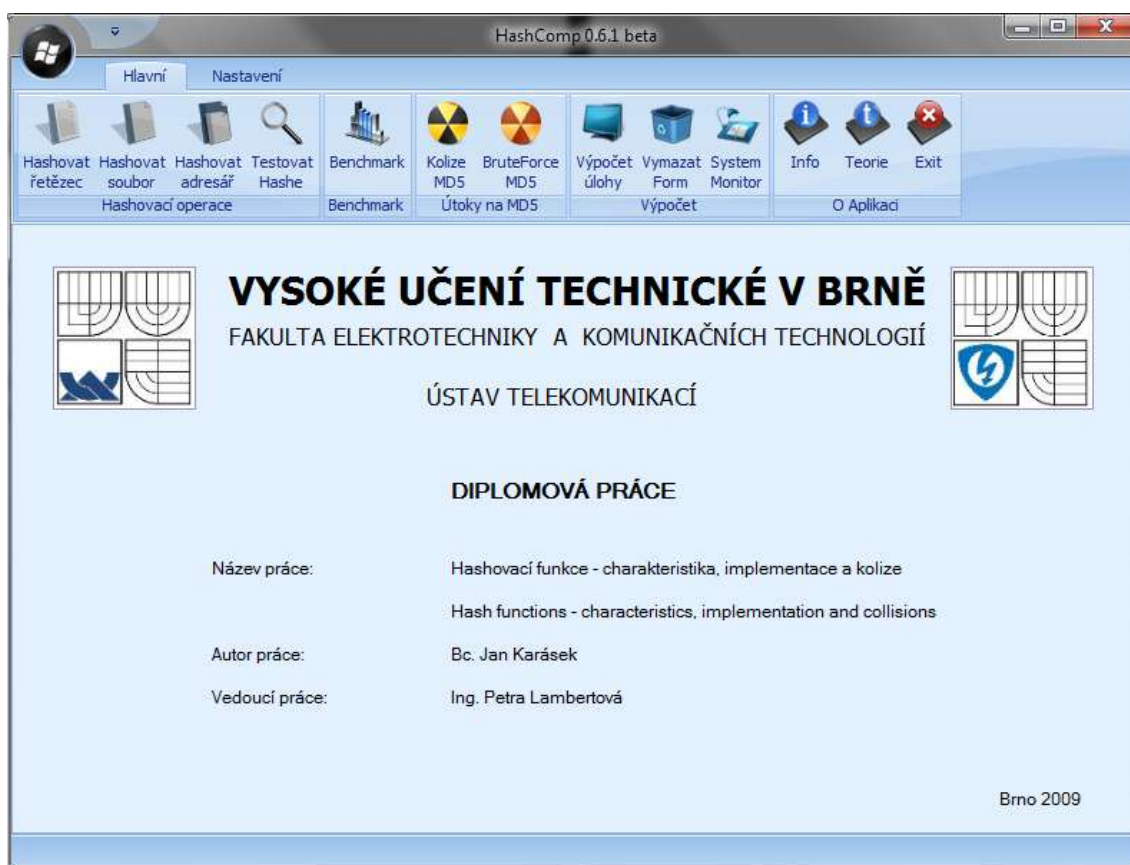 HashComp 0.6.1 beta
Hlavní Nastavení
Hashovat řetězec
Hashovat soubor
Hashovat adresář
Testovat Hashe
Benchmark
Kolize MD5
BruteForce MD5
Výpočet úlohy
Vymazat Form
System Monitor
Info
Teorie
Exit
Hashovací operace
Benchmark
Útoky na MD5
Výpočet
O Aplikaci
VYSOKÉ UČENÍ TECHNICKÉ V BRNĚ
FAKULTA ELEKTROTECHNIKY A KOMUNIKAČNÍCH TECHNOLOGIÍ
ÚSTAV TELEKOMUNIKACÍ
DIPLOMOVÁ PRÁCE
Název práce: Hashovací funkce - charakteristika, implementace a kolize
Hash functions - characteristics, implementation and collisions
Autor práce: Bc. Jan Karásek
Vedoucí práce: Ing. Petra Lambertová
Brno 2009